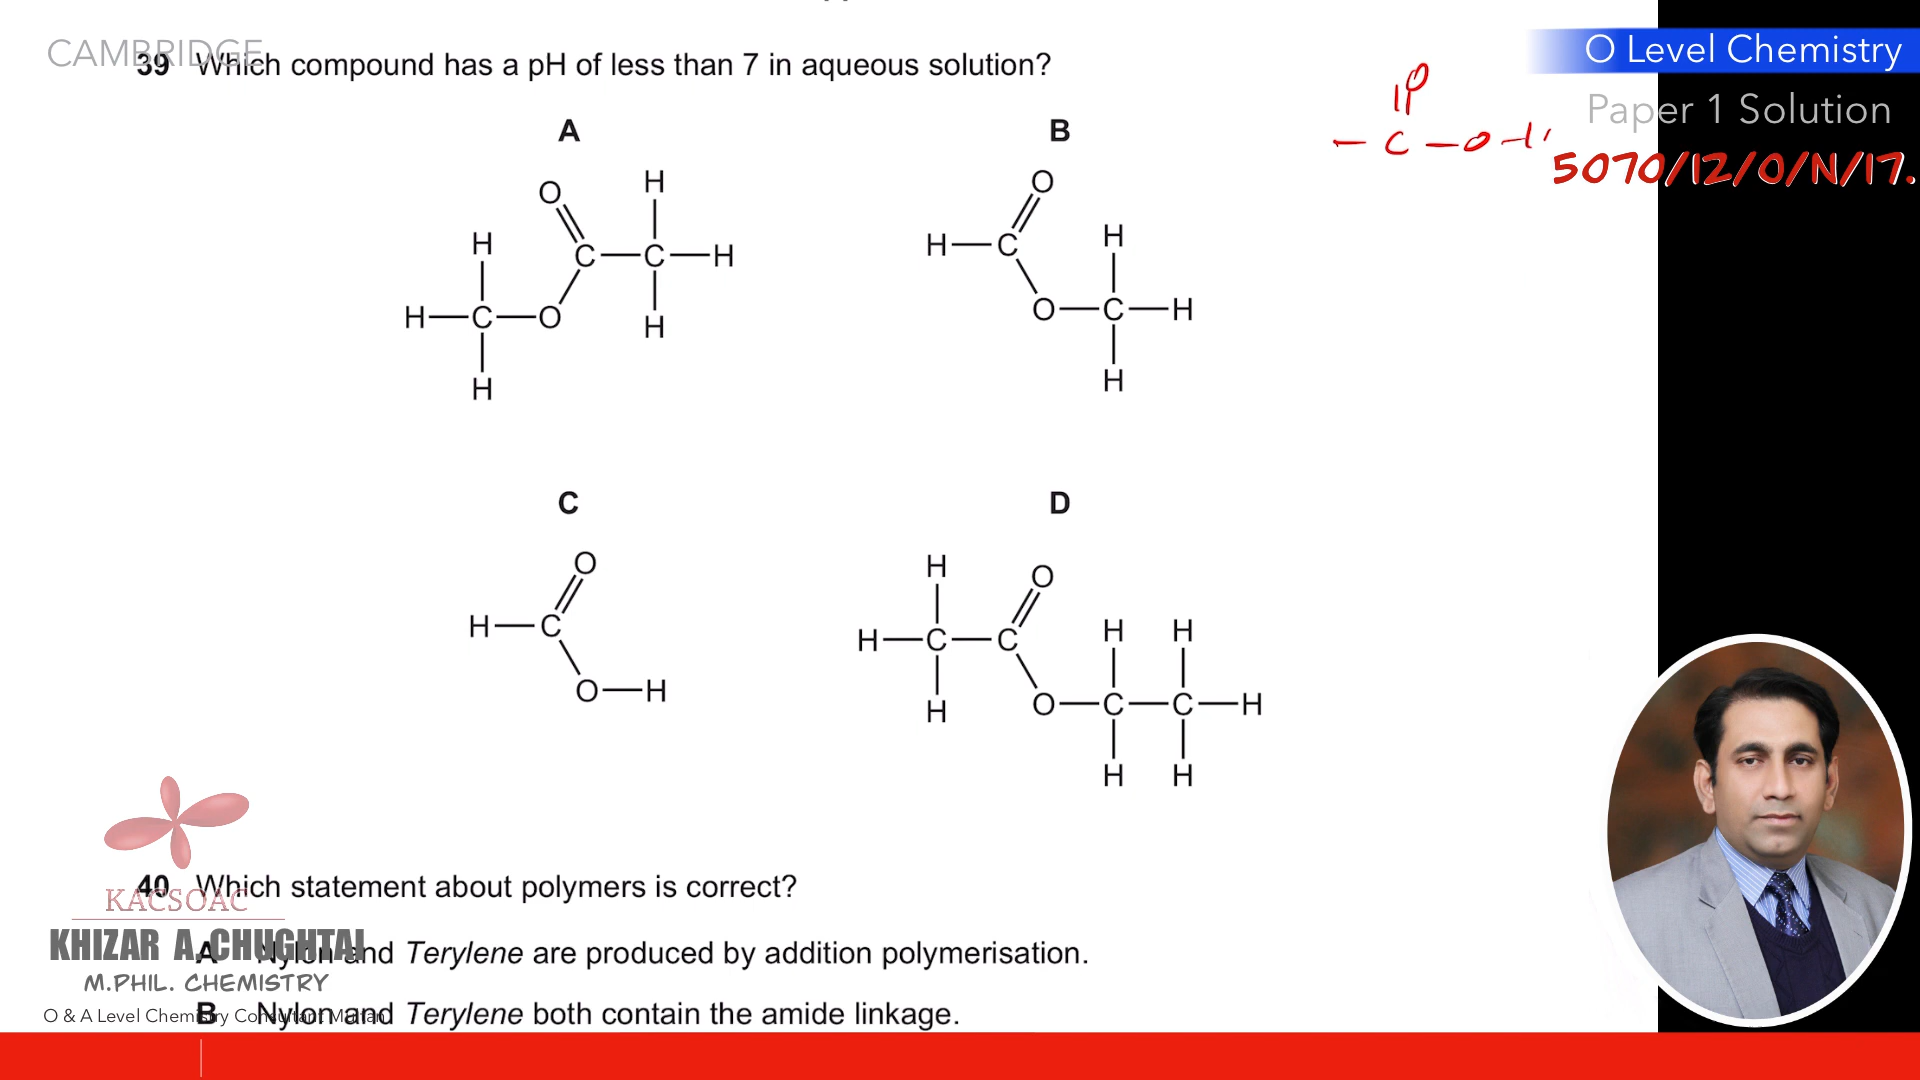 CAMBRIDGE
39 Which compound has a pH of less than 7 in aqueous solution?
O Level Chemistry
Paper 1 Solution
5070/12/O/N/17.
O
– C – O – H
A B
O H
H C C H
H C O H
H
O
H C H
O C H
H
C D
O
H C
O H
H O
H C C H H
H O C C H
H H
KACSOAC
40 Which statement about polymers is correct?
KHIZAR A.CHUGHTAI
A Nylon and Terylene are produced by addition polymerisation.
M.PHIL. CHEMISTRY
O & A Level Chemistry Consultant Multan
B Nylon and Terylene both contain the amide linkage.